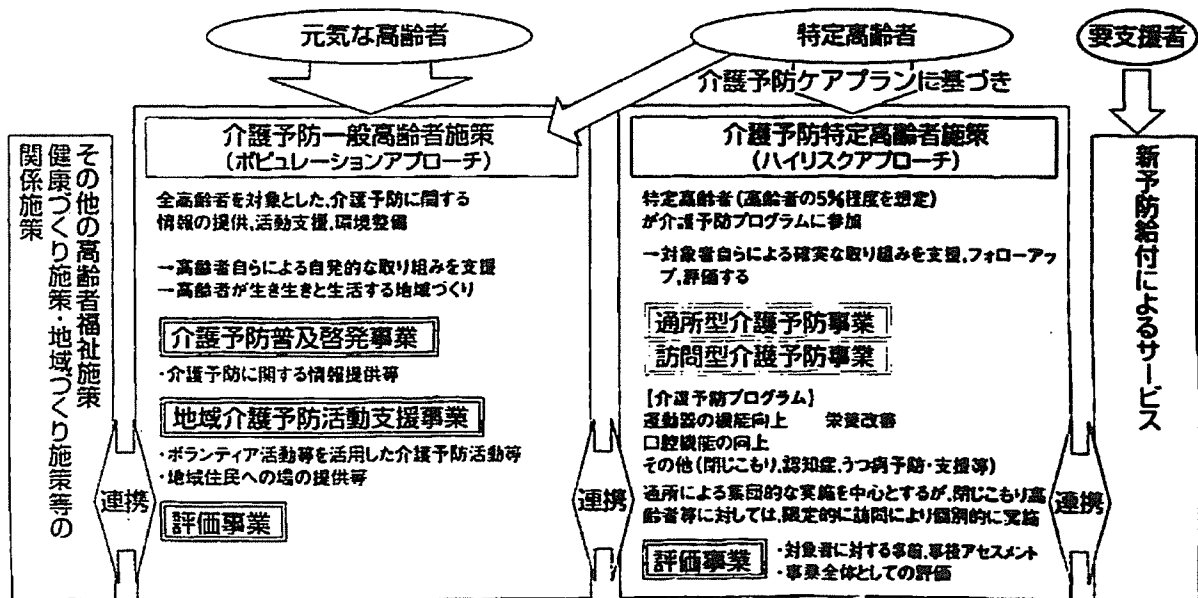 元気な高齢者
特定高齢者
要支援者
介護予防ケアプランに基づき
その他の高齢者福祉施策
健康づくり施策・地域づくり施策等の
関係施策
介護予防一般高齢者施策
(ポピュレーションアプローチ)
全高齢者を対象とした,介護予防に関する
情報の提供,活動支援,環境整備
→高齢者自らによる自発的な取り組みを支援
→高齢者が生き生きと生活する地域づくり
介護予防普及啓発事業
・介護予防に関する情報提供等
地域介護予防活動支援事業
・ボランティア活動等を活用した介護予防活動等
・地域住民への場の提供等
評価事業
連携
介護予防特定高齢者施策
(ハイリスクアプローチ)
特定高齢者(高齢者の5%程度を想定)
が介護予防プログラムに参加
→対象者自らによる確実な取り組みを支援,フォローアッ
プ,評価する
通所型介護予防事業
訪問型介護予防事業
【介護予防プログラム】
運動器の機能向上 栄養改善
口腔機能の向上
その他(閉じこもり,認知症,うつ病予防・支援等)
通所による集団的な実施を中心とするが,閉じこもり高
齢者等に対しては,限定的に訪問により個別的に実施
評価事業
・対象者に対する事前,事後アセスメント
・事業全体としての評価
連携
連携
新予防給付によるサービス